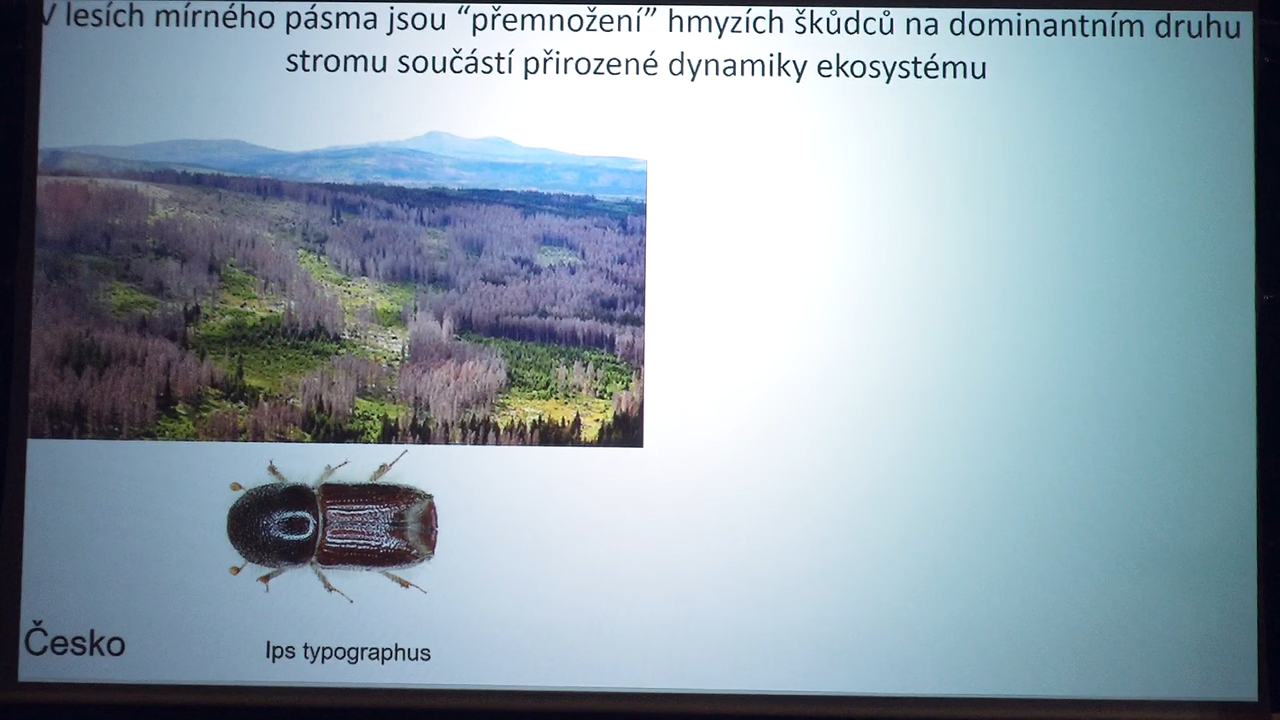 V lesích mírného pásma jsou “přemnožení” hmyzích škůdců na dominantním druhu
stromu součástí přirozené dynamiky ekosystému
Česko
Ips typographus